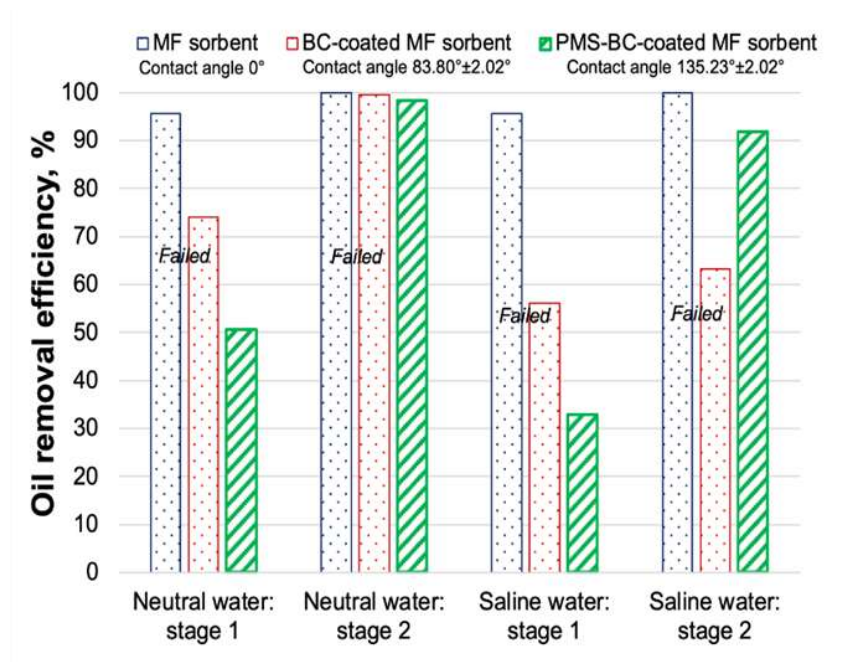 MF sorbent BC-coated MF sorbent PMS-BC-coated MF sorbent
Contact angle 0° Contact angle 83.80°±2.02° Contact angle 135.23°±2.02°
Oil removal efficiency, %
100
90
80
70
60
50
40
30
20
10
0
Failed
Failed
Failed
Failed
Neutral water:
stage 1
Neutral water:
stage 2
Saline water:
stage 1
Saline water:
stage 2